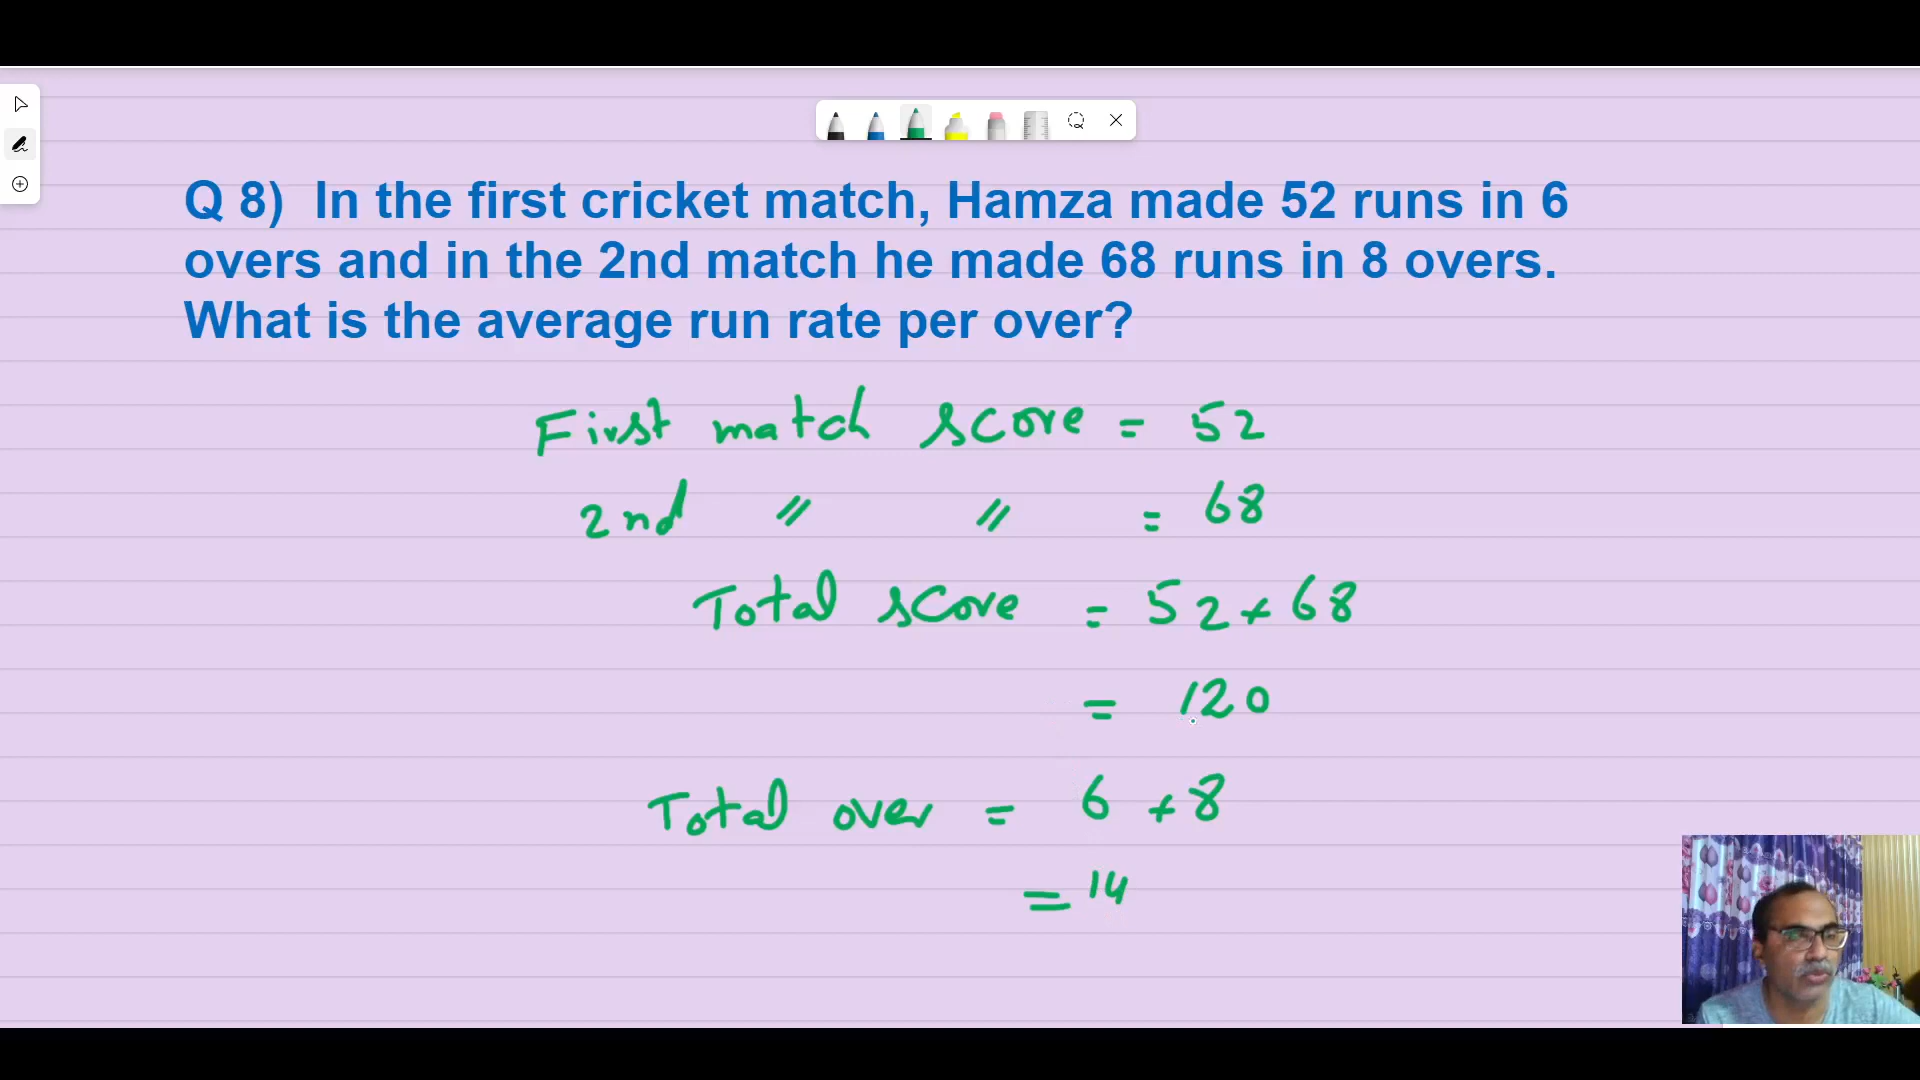 Q 8) In the first cricket match, Hamza made 52 runs in 6
overs and in the 2nd match he made 68 runs in 8 overs.
What is the average run rate per over?
First match score = 52
2nd " " = 68
Total score = 52 + 68
= 120
Total over = 6 + 8
= 14